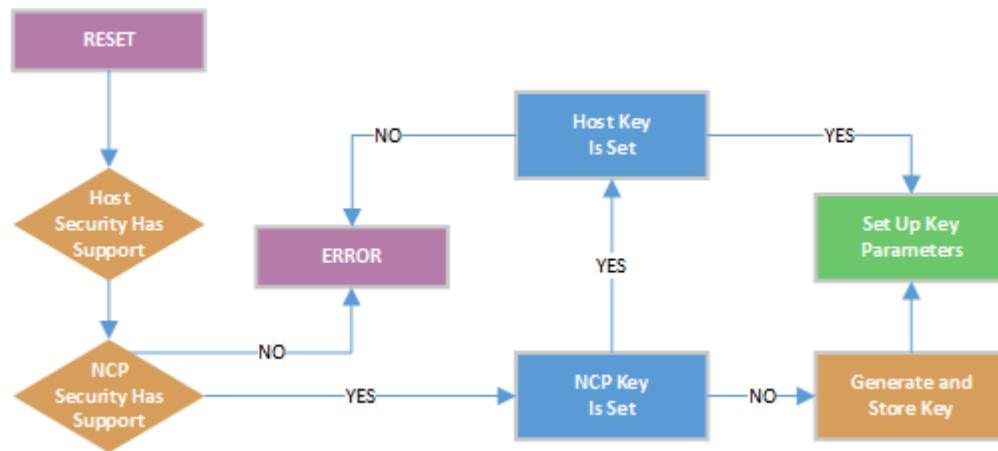 RESET
Host
Security Has
Support
NCP
Security Has
Support
NO
YES
ERROR
NO
Host Key
Is Set
YES
YES
NCP Key
Is Set
NO
Generate and
Store Key
Set Up Key
Parameters